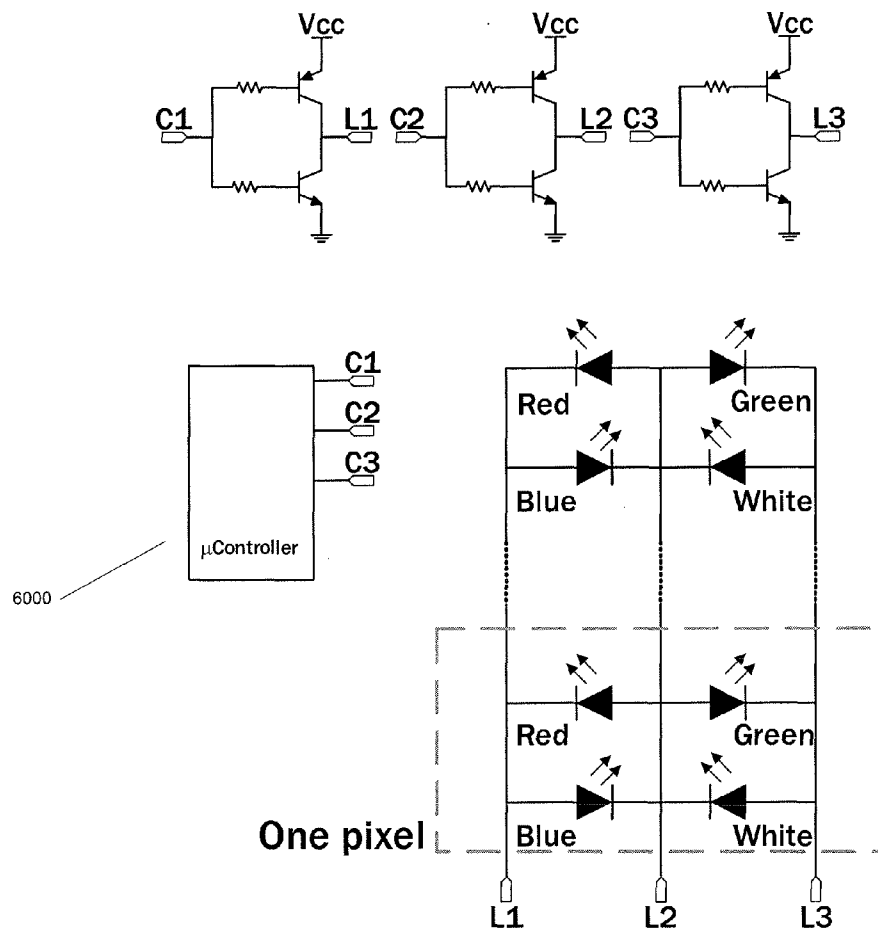 Vcc Vcc Vcc
C1 L1 C2 L2 C3 L3
C1
C2
C3
μController
6000
Red Green
Blue White
Red Green
Blue White
One pixel
L1 L2 L3